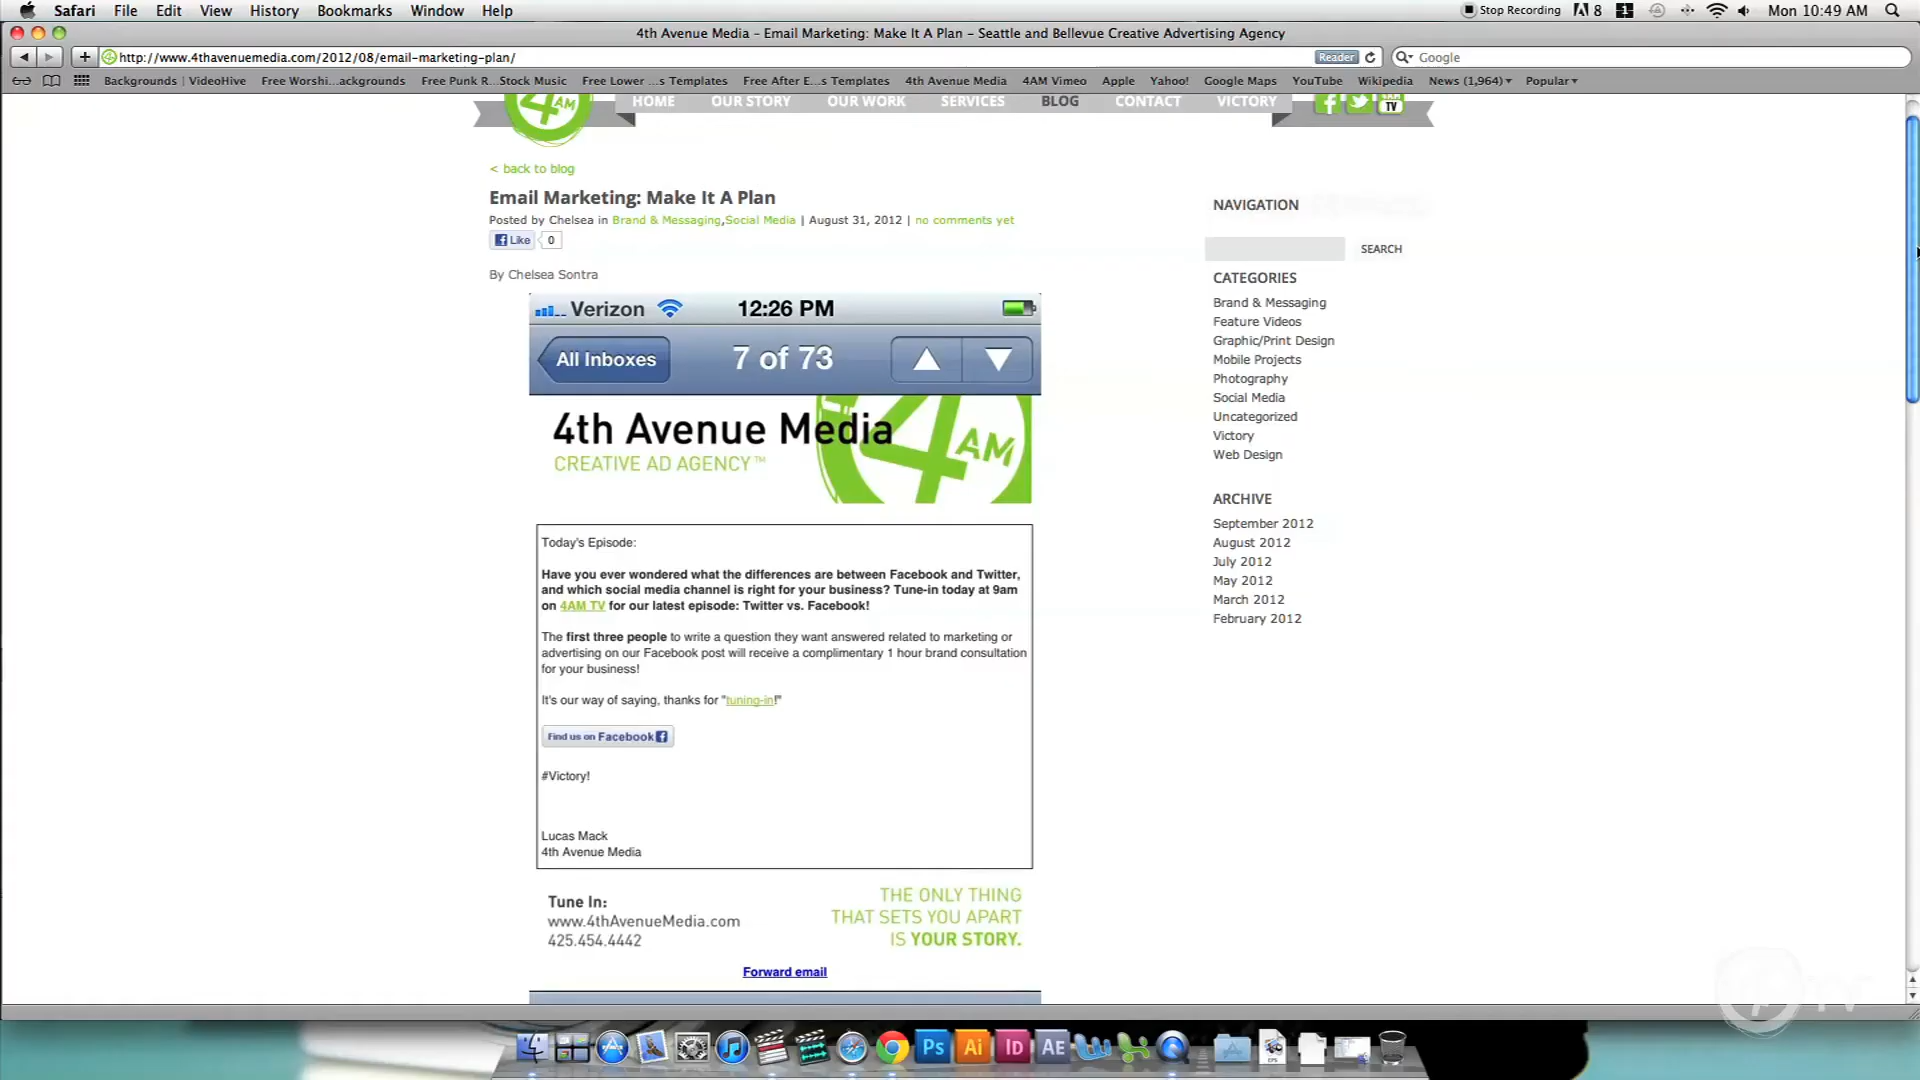 Safari File Edit View History Bookmarks Window Help Stop Recording 8 1 Mon 10:49 AM
4th Avenue Media – Email Marketing: Make It A Plan – Seattle and Bellevue Creative Advertising Agency
http://www.4thavenuemedia.com/2012/08/email-marketing-plan/ Reader Google
Backgrounds | VideoHive Free Worshi...ackgrounds Free Punk R...Stock Music Free Lower ...s Templates Free After E...s Templates 4th Avenue Media 4AM Vimeo Apple Yahoo! Google Maps YouTube Wikipedia News (1,964) Popular
4AM HOME OUR STORY OUR WORK SERVICES BLOG CONTACT VICTORY TV
< back to blog
Email Marketing: Make It A Plan
Posted by Chelsea in Brand & Messaging,Social Media | August 31, 2012 | no comments yet
Like 0
By Chelsea Sontra
Verizon 12:26 PM
All Inboxes 7 of 73
4th Avenue Media
CREATIVE AD AGENCY™
4AM
Today's Episode:
Have you ever wondered what the differences are between Facebook and Twitter,
and which social media channel is right for your business? Tune-in today at 9am
on 4AM TV for our latest episode: Twitter vs. Facebook!
The first three people to write a question they want answered related to marketing or
advertising on our Facebook post will receive a complimentary 1 hour brand consultation
for your business!
It's our way of saying, thanks for "tuning-in!"
Find us on Facebook
#Victory!
Lucas Mack
4th Avenue Media
Tune In:
www.4thAvenueMedia.com
425.454.4442
THE ONLY THING
THAT SETS YOU APART
IS YOUR STORY.
Forward email
NAVIGATION
SEARCH
CATEGORIES
Brand & Messaging
Feature Videos
Graphic/Print Design
Mobile Projects
Photography
Social Media
Uncategorized
Victory
Web Design
ARCHIVE
September 2012
August 2012
July 2012
May 2012
March 2012
February 2012
Ps Ai Id AE